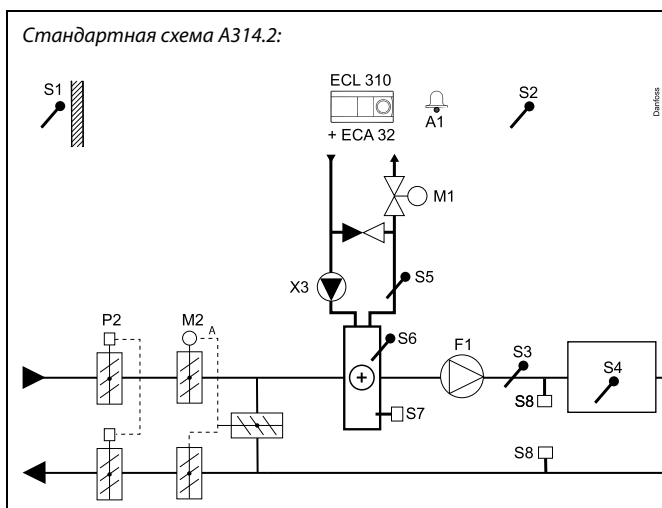 Стандартная схема A314.2:
S1
ECL 310
S2
A1
Danfoss
+ ECA 32
M1
X3
S5
P2
M2
A
S6
F1
S3
S4
S8
S7
S8